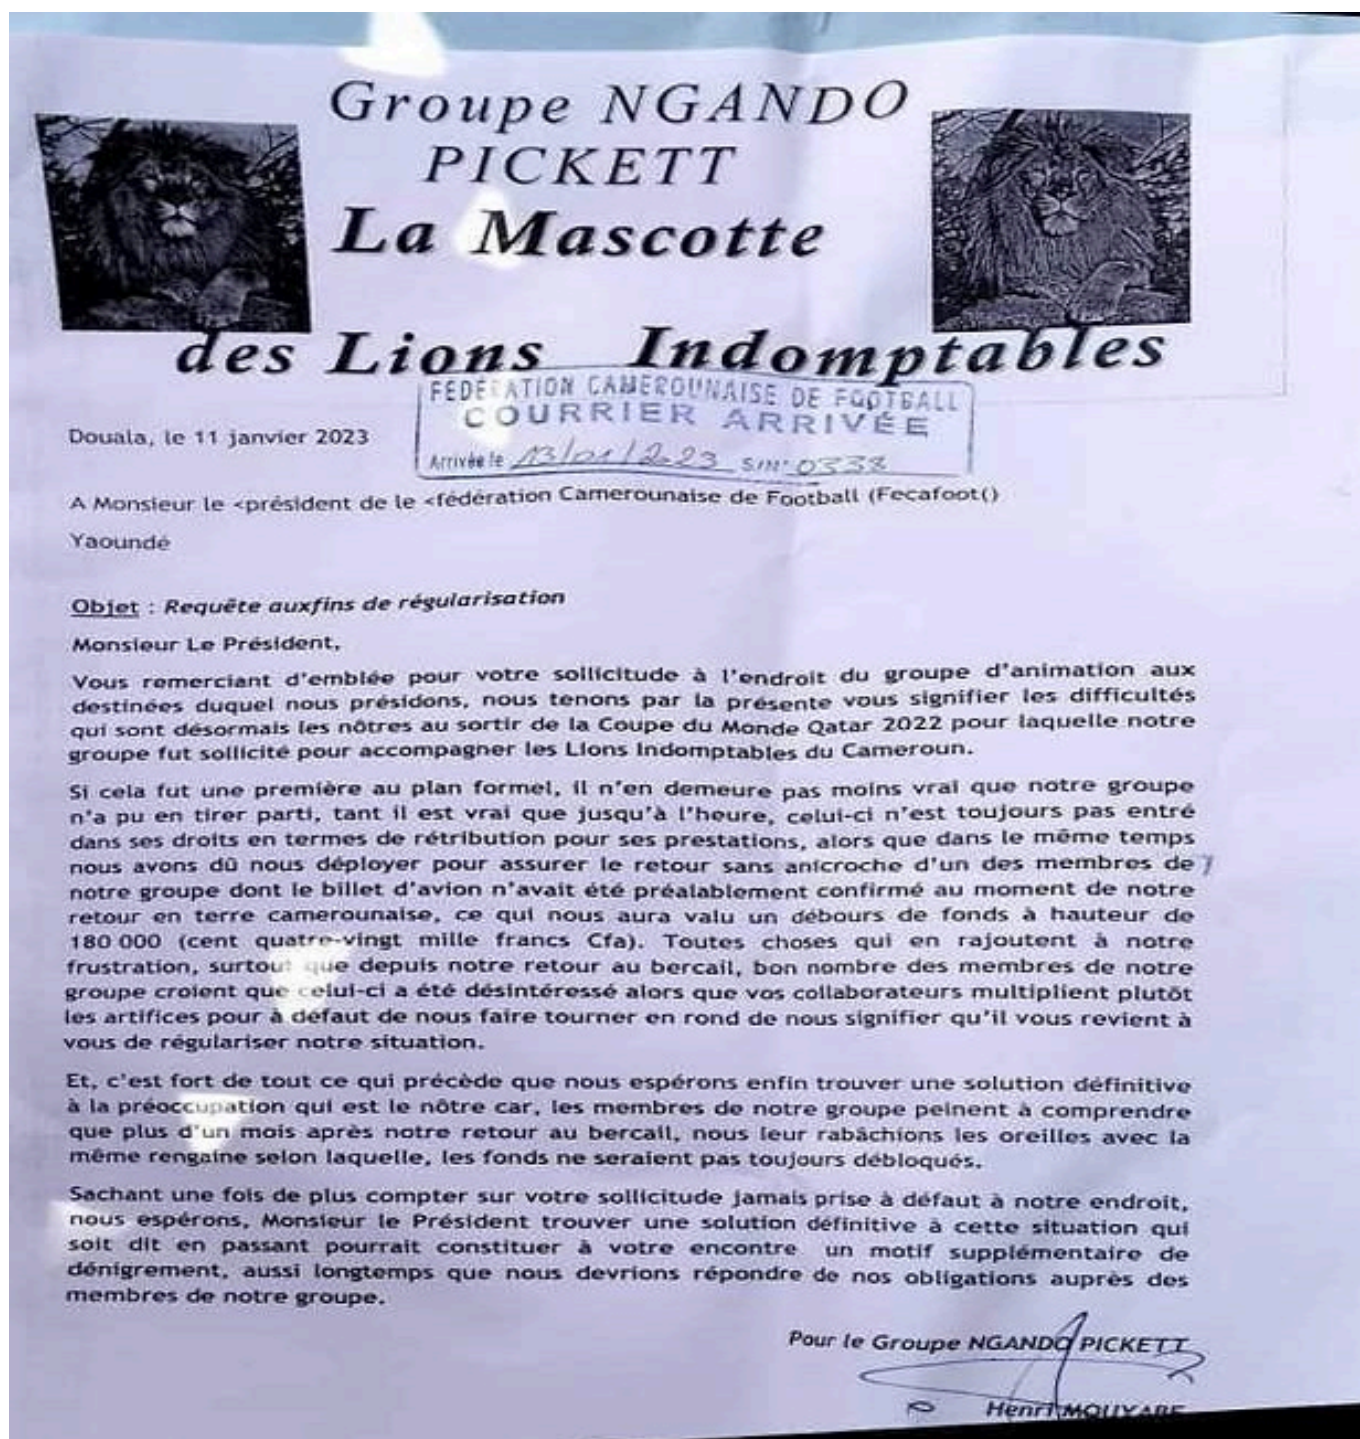 Groupe NGANDO
PICKETT
La Mascotte
des Lions Indomptables
FEDERATION CAMEROUNAISE DE FOOTBALL
COURRIER ARRIVÉE
Arrivée le 13/01/2023 S/N° 0338
Douala, le 11 janvier 2023
A Monsieur le <président de le <fédération Camerounaise de Football (Feçafoot()
Yaoundé
Objet : Requête auxfins de régularisation
Monsieur Le Président,
Vous remerciant d'emblée pour votre sollicitude à l'endroit du groupe d'animation aux
destinées duquel nous présidons, nous tenons par la présente vous signifier les difficultés
qui sont désormais les nôtres au sortir de la Coupe du Monde Qatar 2022 pour laquelle notre
groupe fut sollicité pour accompagner les Lions Indomptables du Cameroun.
Si cela fut une première au plan formel, il n'en demeure pas moins vrai que notre groupe
n'a pu en tirer parti, tant il est vrai que jusqu'à l'heure, celui-ci n'est toujours pas entré
dans ses droits en termes de rétribution pour ses prestations, alors que dans le même temps
nous avons dû nous déployer pour assurer le retour sans anicroche d'un des membres de
notre groupe dont le billet d'avion n'avait été préalablement confirmé au moment de notre
retour en terre camerounaise, ce qui nous aura valu un débours de fonds à hauteur de
180 000 (cent quatre-vingt mille francs Cfa). Toutes choses qui en rajoutent à notre
frustration, surtout que depuis notre retour au bercail, bon nombre des membres de notre
groupe croient que celui-ci a été désintéressé alors que vos collaborateurs multiplient plutôt
les artifices pour à défaut de nous faire tourner en rond de nous signifier qu'il vous revient à
vous de régulariser notre situation.
Et, c'est fort de tout ce qui précède que nous espérons enfin trouver une solution définitive
à la préoccupation qui est le nôtre car, les membres de notre groupe peinent à comprendre
que plus d'un mois après notre retour au bercail, nous leur rabâchions les oreilles avec la
même rengaine selon laquelle, les fonds ne seraient pas toujours débloqués.
Sachant une fois de plus compter sur votre sollicitude jamais prise à défaut à notre endroit,
nous espérons, Monsieur le Président trouver une solution définitive à cette situation qui
soit dit en passant pourrait constituer à votre encontre un motif supplémentaire de
dénigrement, aussi longtemps que nous devrions répondre de nos obligations auprès des
membres de notre groupe.
Pour le Groupe NGANDO PICKETT
Henri